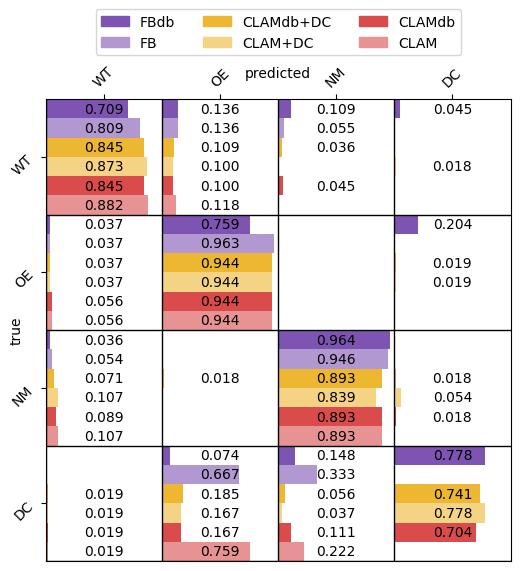 FBdb CLAMdb+DC CLAMdb
FB CLAM+DC CLAM
predicted
WT OE NM DC
true
WT
0.709 0.136 0.109 0.045
0.809 0.136 0.055
0.845 0.109 0.036
0.873 0.100 0.018
0.845 0.100 0.045
0.882 0.118
OE
0.037 0.759 0.204
0.037 0.963
0.037 0.944 0.019
0.037 0.944 0.019
0.056 0.944
0.056 0.944
NM
0.036 0.964
0.054 0.946
0.071 0.018 0.893 0.018
0.107 0.839 0.054
0.089 0.893 0.018
0.107 0.893
DC
0.074 0.148 0.778
0.667 0.333
0.019 0.185 0.056 0.741
0.019 0.167 0.037 0.778
0.019 0.167 0.111 0.704
0.019 0.759 0.222